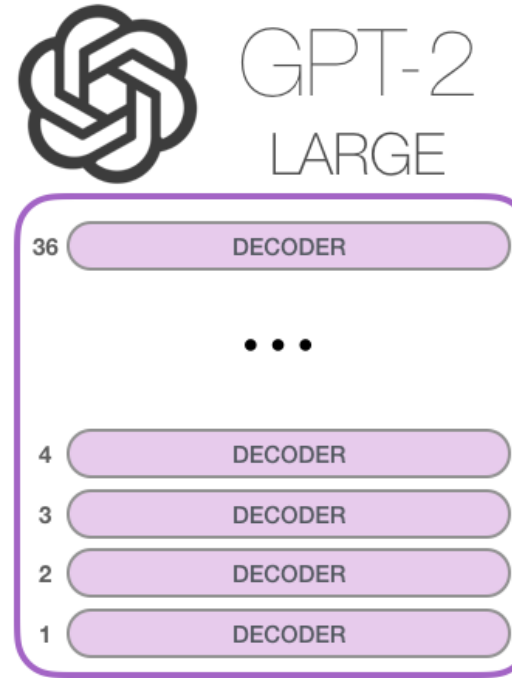 GPT-2
LARGE
36 DECODER
...
4 DECODER
3 DECODER
2 DECODER
1 DECODER